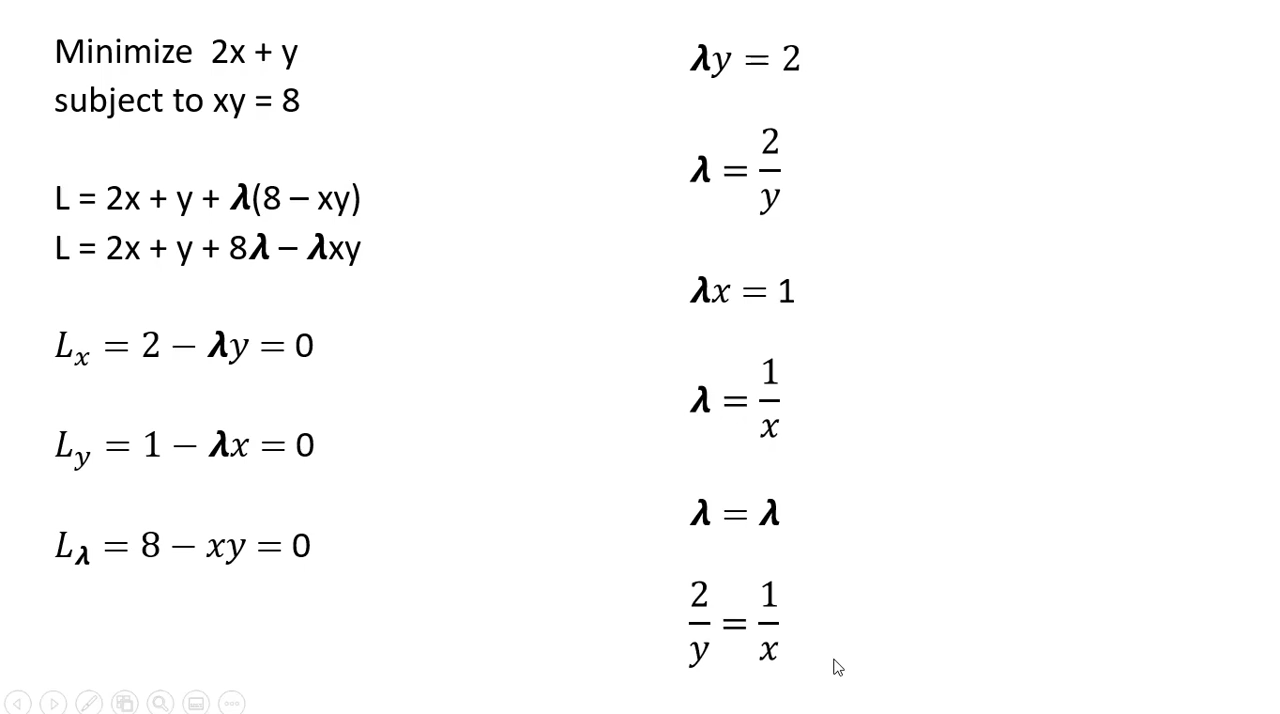 Minimize 2x + y
subject to xy = 8
L = 2x + y + λ(8 – xy)
L = 2x + y + 8λ – λxy
Lₓ = 2 − λy = 0
L_y = 1 − λx = 0
L_λ = 8 − xy = 0
λy = 2
λ = 2/y
λx = 1
λ = 1/x
λ = λ
2/y = 1/x